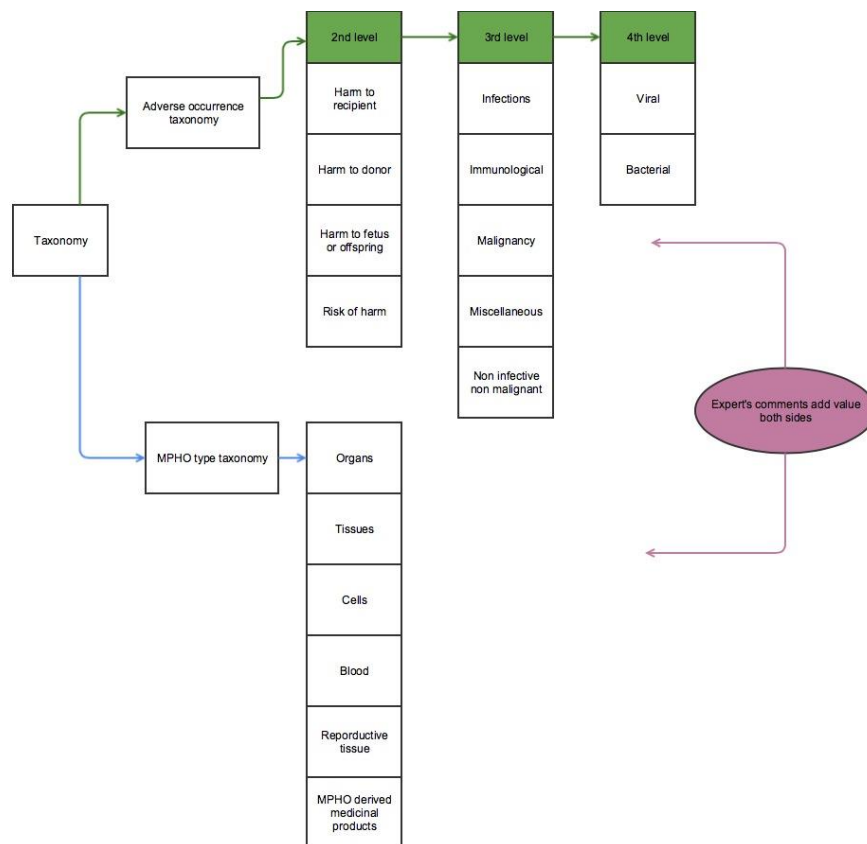 2nd level
3rd level
4th level
Adverse occurrence
taxonomy
Harm to
recipient
Infections
Viral
Harm to donor
Immunological
Bacterial
Taxonomy
Harm to fetus
or offspring
Malignancy
Risk of harm
Miscellaneous
Non infective
non malignant
Expert's comments add value
both sides
MPHO type taxonomy
Organs
Tissues
Cells
Blood
Reporductive
tissue
MPHO derived
medicinal
products